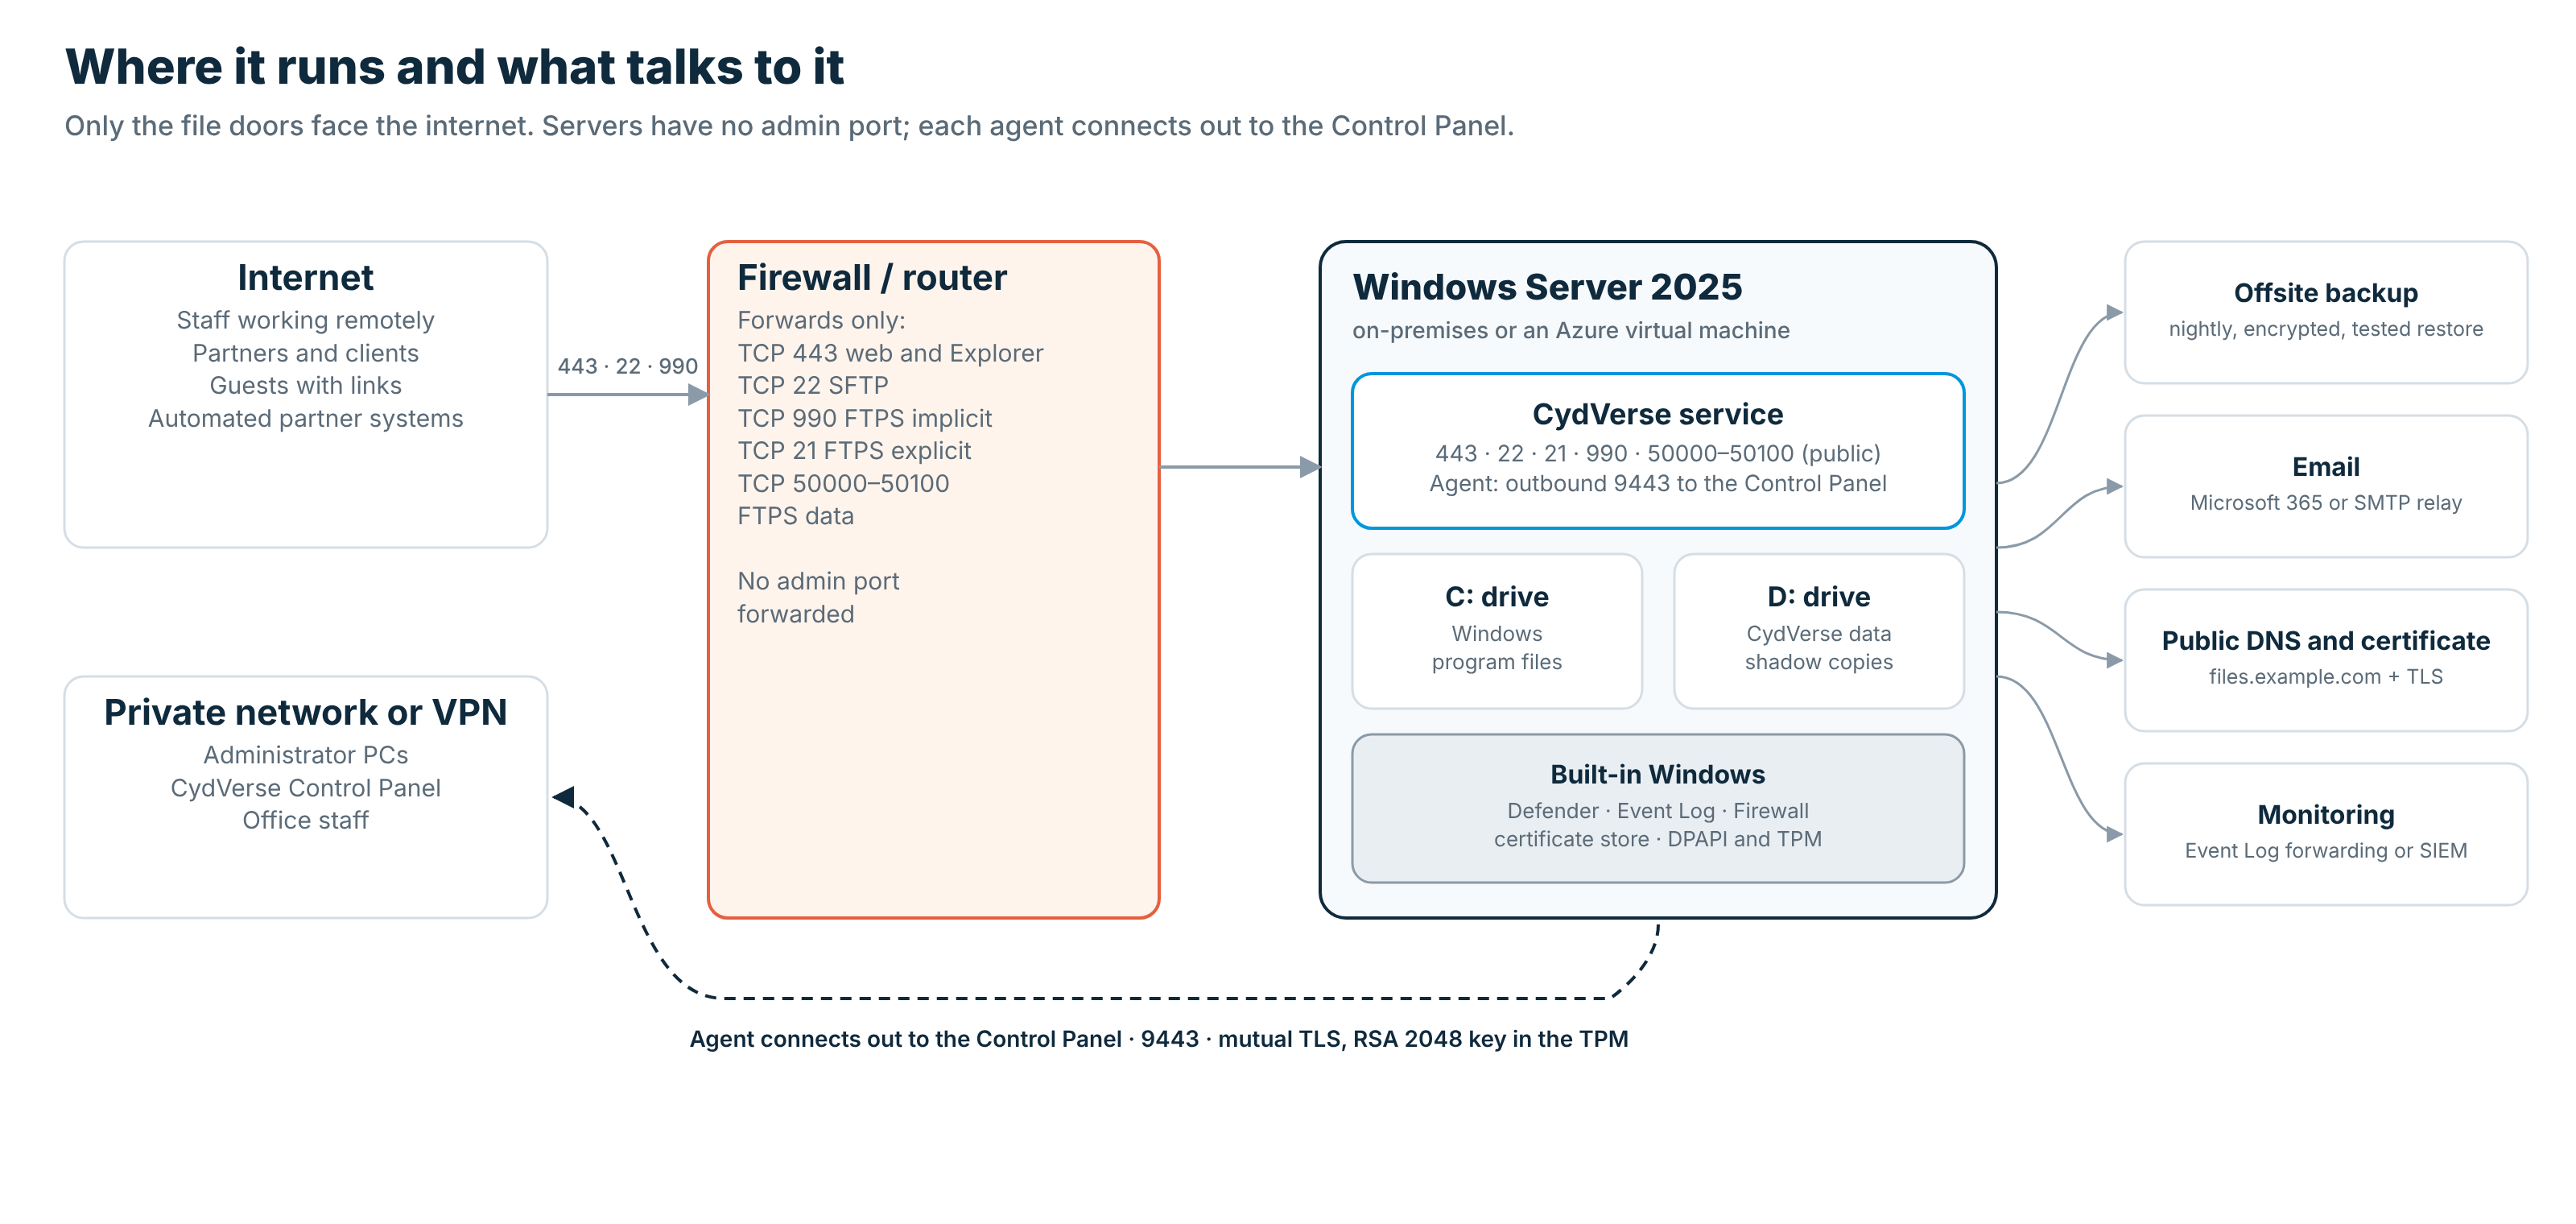 Where it runs and what talks to it
Only the file doors face the internet. Servers have no admin port; each agent connects out to the Control Panel.
Internet
Staff working remotely
Partners and clients
Guests with links
Automated partner systems
443 · 22 · 990
Firewall / router
Forwards only:
TCP 443 web and Explorer
TCP 22 SFTP
TCP 990 FTPS implicit
TCP 21 FTPS explicit
TCP 50000–50100
FTPS data
No admin port
forwarded
Private network or VPN
Administrator PCs
CydVerse Control Panel
Office staff
Windows Server 2025
on-premises or an Azure virtual machine
CydVerse service
443 · 22 · 21 · 990 · 50000–50100 (public)
Agent: outbound 9443 to the Control Panel
C: drive
Windows
program files
D: drive
CydVerse data
shadow copies
Built-in Windows
Defender · Event Log · Firewall
certificate store · DPAPI and TPM
Offsite backup
nightly, encrypted, tested restore
Email
Microsoft 365 or SMTP relay
Public DNS and certificate
files.example.com + TLS
Monitoring
Event Log forwarding or SIEM
Agent connects out to the Control Panel · 9443 · mutual TLS, RSA 2048 key in the TPM